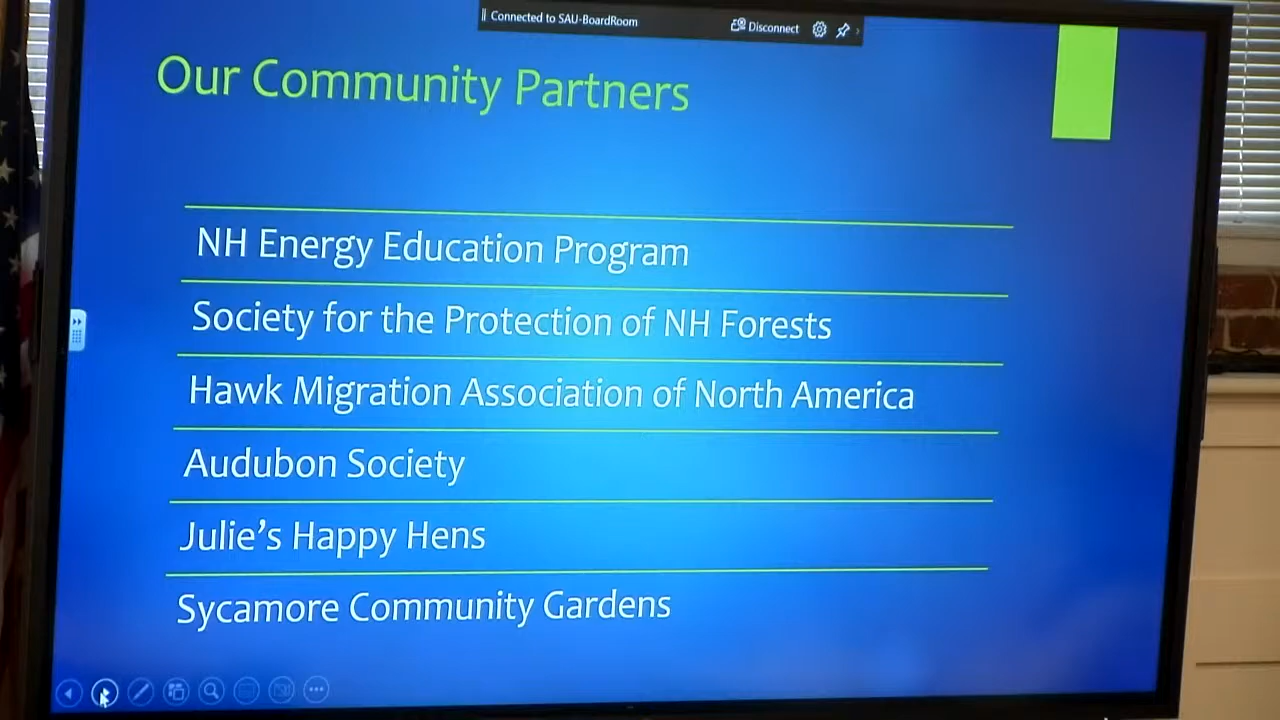 Connected to SAU-BoardRoom
Disconnect
Our Community Partners
NH Energy Education Program
Society for the Protection of NH Forests
Hawk Migration Association of North America
Audubon Society
Julie's Happy Hens
Sycamore Community Gardens